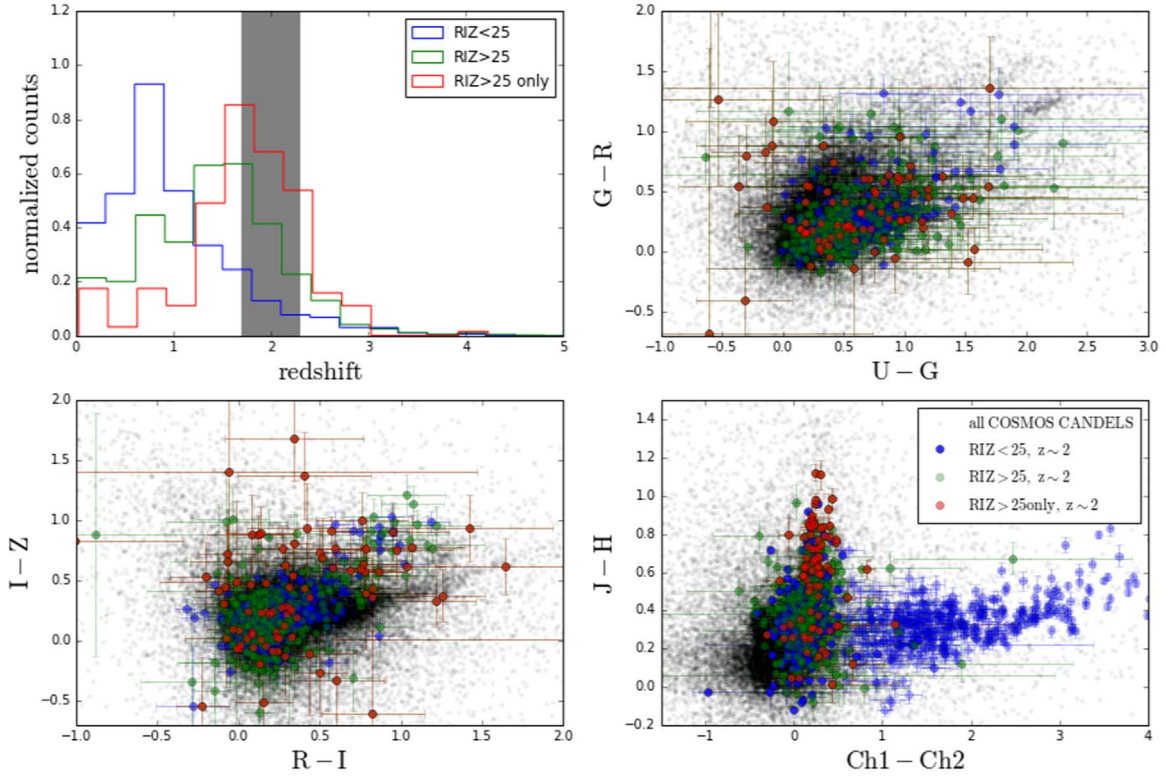 1.2
1.0
0.8
0.6
0.4
0.2
0.0
normalized counts
0 1 2 3 4 5
redshift
RIZ<25
RIZ>25
RIZ>25 only
2.0
1.5
1.0
0.5
0.0
−0.5
G − R
−1.0 −0.5 0.0 0.5 1.0 1.5 2.0 2.5 3.0
U − G
2.0
1.5
1.0
0.5
0.0
−0.5
I − Z
−1.0 −0.5 0.0 0.5 1.0 1.5 2.0
R − I
1.4
1.2
1.0
0.8
0.6
0.4
0.2
0.0
−0.2
J − H
−1 0 1 2 3 4
Ch1 − Ch2
all COSMOS CANDELS
RIZ<25, z∼2
RIZ>25, z∼2
RIZ>25only, z∼2